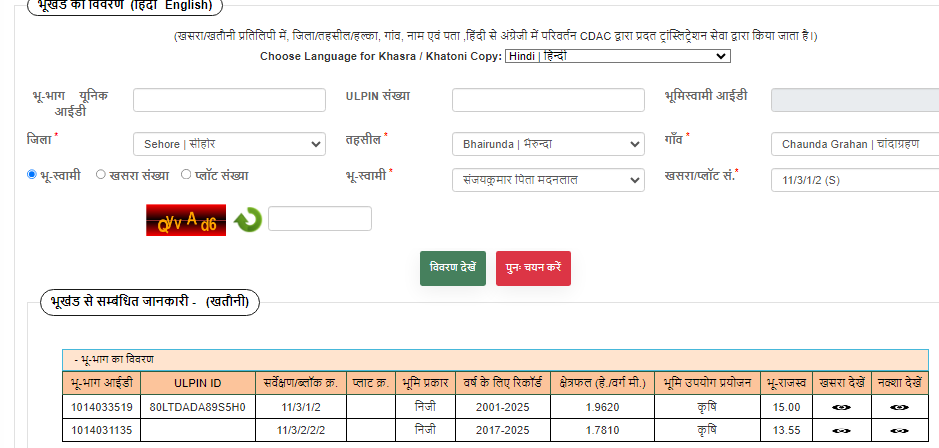 भूखंड का विवरण (हिंदी English)
(खसरा/खतौनी प्रतिलिपी में, जिला/तहसील/हल्का, गांव, नाम एवं पता ,हिंदी से अंग्रेजी में परिवर्तन CDAC द्वारा प्रदत ट्रांस्लिट्रेशन सेवा द्वारा किया जाता है।)
Choose Language for Khasra / Khatoni Copy: Hindi | हिन्दी
भू-भाग यूनिक आईडी
ULPIN संख्या
भूमिस्वामी आईडी
जिला * Sehore | सीहोर तहसील * Bhairunda | भैरुन्दा गाँव * Chaunda Grahan | चांदाग्रहण
भू-स्वामी खसरा संख्या प्लॉट संख्या भू-स्वामी * संजयकुमार पिता मदनलाल खसरा/प्लॉट सं.* 11/3/1/2 (S)
Qyv A d6
विवरण देखें पुनः चयन करें
भूखंड से सम्बंधित जानकारी - (खतौनी)
- भू-भाग का विवरण
भू-भाग आईडी ULPIN ID सर्वेक्षण/ब्लॉक क्र. प्लाट क्र. भूमि प्रकार वर्ष के लिए रिकॉर्ड क्षेत्रफल (हे./वर्ग मी.) भूमि उपयोग प्रयोजन भू-राजस्व खसरा देखें नक्शा देखें
1014033519 80LTDADA89S5H0 11/3/1/2 निजी 2001-2025 1.9620 कृषि 15.00
1014031135 11/3/2/2/2 निजी 2017-2025 1.7810 कृषि 13.55